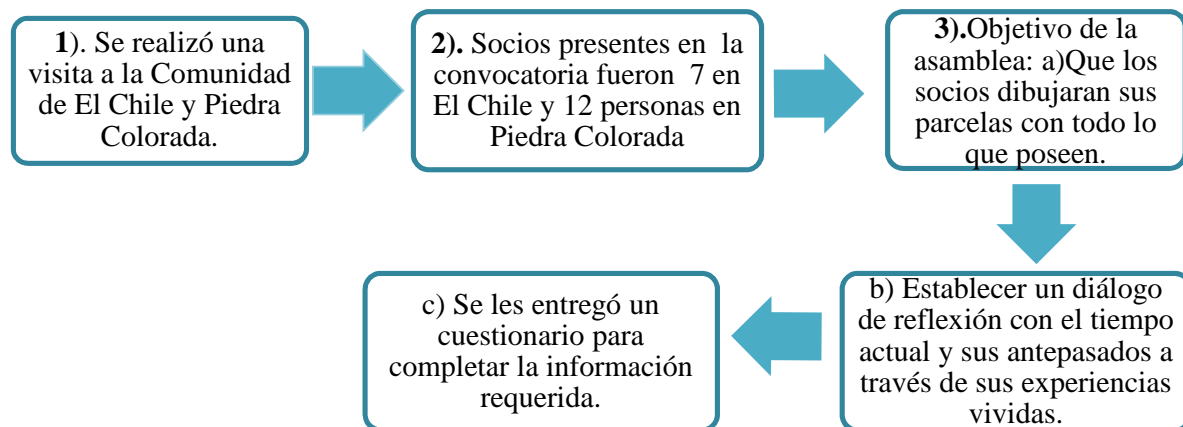 1). Se realizó una
visita a la Comunidad
de El Chile y Piedra
Colorada.
2). Socios presentes en la
convocatoria fueron 7 en
El Chile y 12 personas en
Piedra Colorada
3).Objetivo de la
asamblea: a)Que los
socios dibujaran sus
parcelas con todo lo
que poseen.
b) Establecer un diálogo
de reflexión con el tiempo
actual y sus antepasados a
través de sus experiencias
vividas.
c) Se les entregó un
cuestionario para
completar la información
requerida.